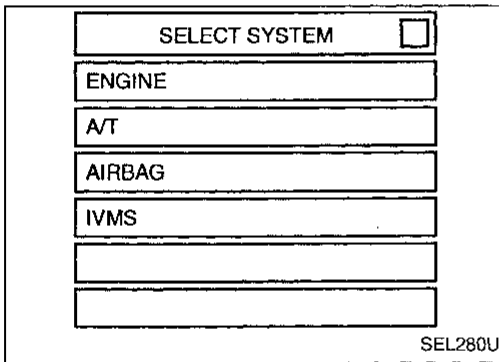 SELECT SYSTEM
ENGINE
A/T
AIRBAG
IVMS
SEL280U